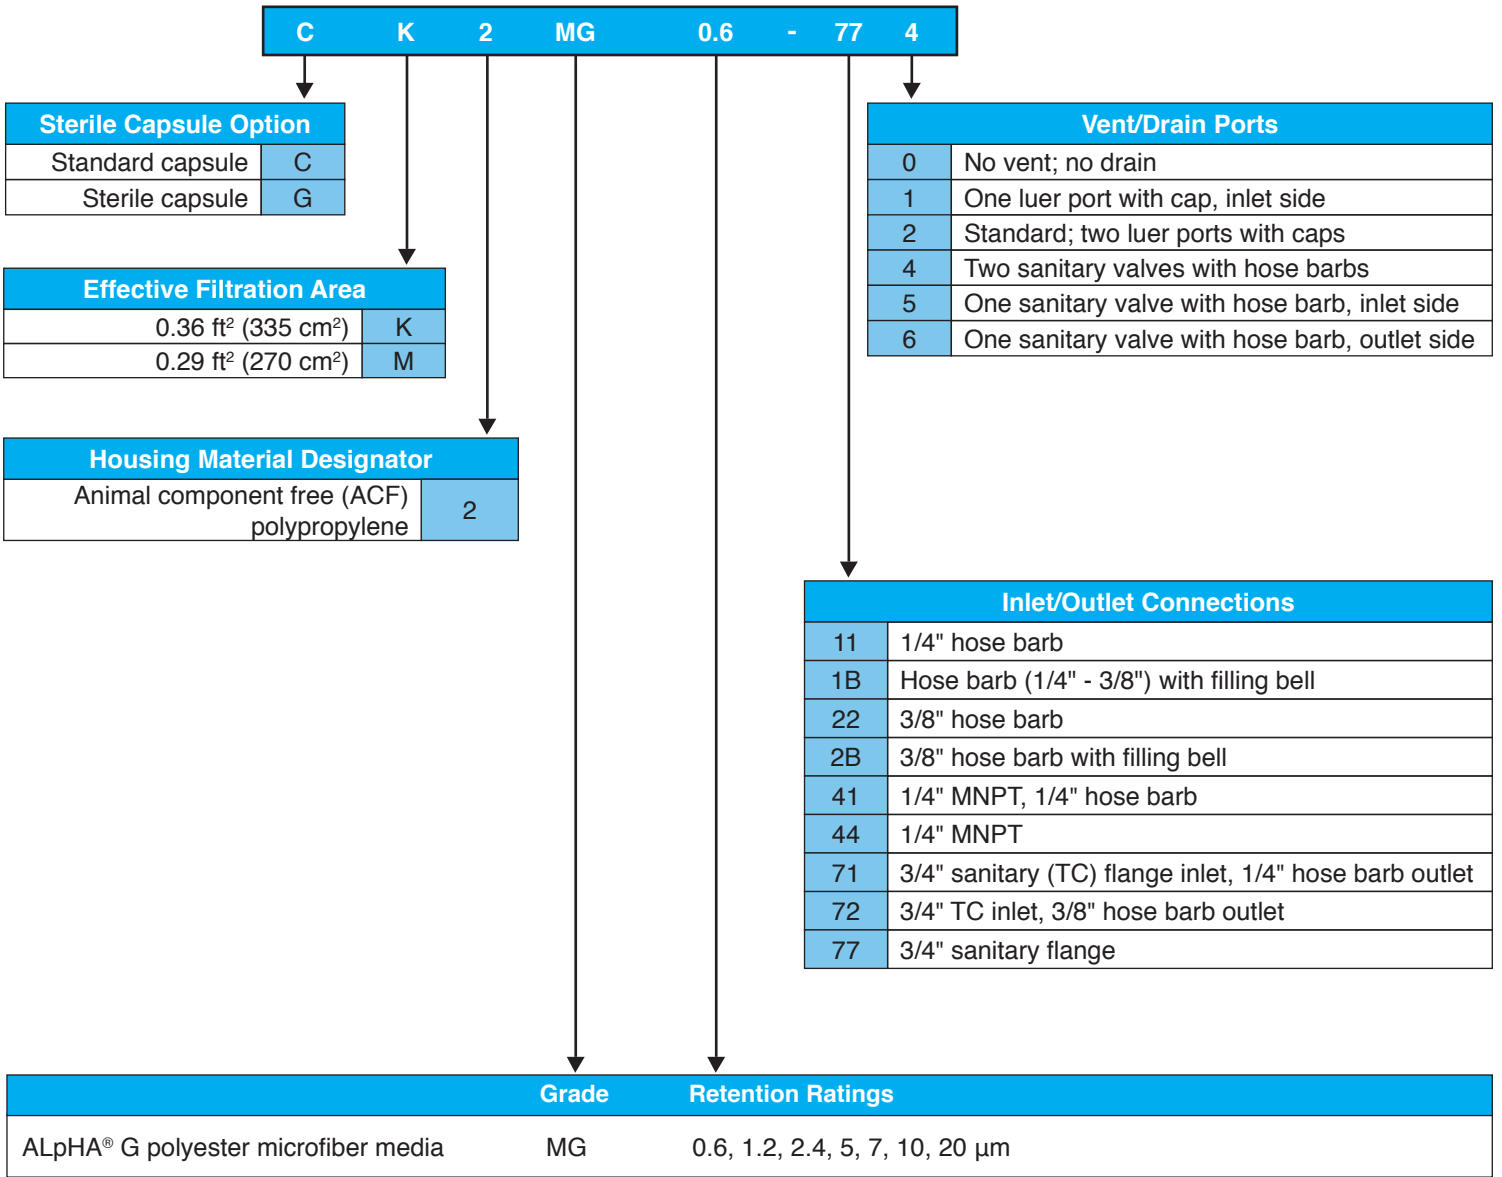 C K 2 MG 0.6 - 77 4
Sterile Capsule Option
Standard capsule C
Sterile capsule G
Effective Filtration Area
0.36 ft² (335 cm²) K
0.29 ft² (270 cm²) M
Housing Material Designator
Animal component free (ACF)
polypropylene 2
Vent/Drain Ports
0 No vent; no drain
1 One luer port with cap, inlet side
2 Standard; two luer ports with caps
4 Two sanitary valves with hose barbs
5 One sanitary valve with hose barb, inlet side
6 One sanitary valve with hose barb, outlet side
Inlet/Outlet Connections
11 1/4" hose barb
1B Hose barb (1/4" - 3/8") with filling bell
22 3/8" hose barb
2B 3/8" hose barb with filling bell
41 1/4" MNPT, 1/4" hose barb
44 1/4" MNPT
71 3/4" sanitary (TC) flange inlet, 1/4" hose barb outlet
72 3/4" TC inlet, 3/8" hose barb outlet
77 3/4" sanitary flange
Grade Retention Ratings
ALpHA® G polyester microfiber media MG 0.6, 1.2, 2.4, 5, 7, 10, 20 µm